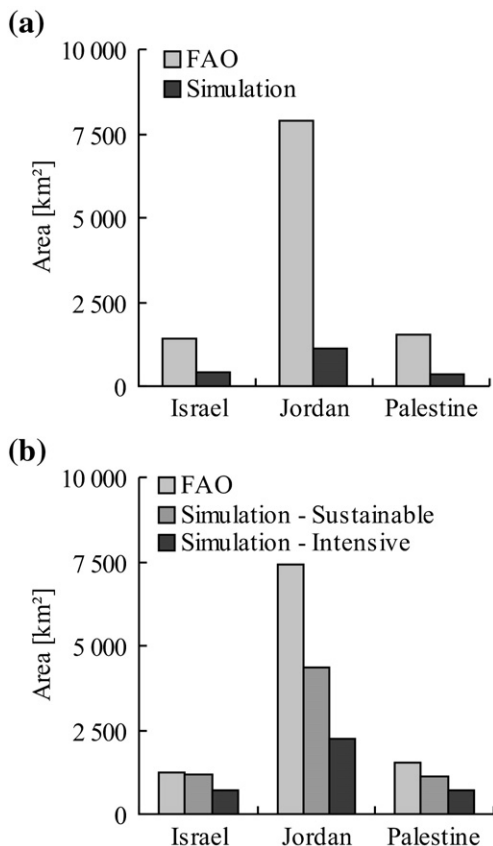 (a)
10 000
FAO
Simulation
7 500
5 000
2 500
0
Area [km²]
Israel Jordan Palestine
(b)
10 000
FAO
Simulation - Sustainable
Simulation - Intensive
7 500
5 000
2 500
0
Area [km²]
Israel Jordan Palestine